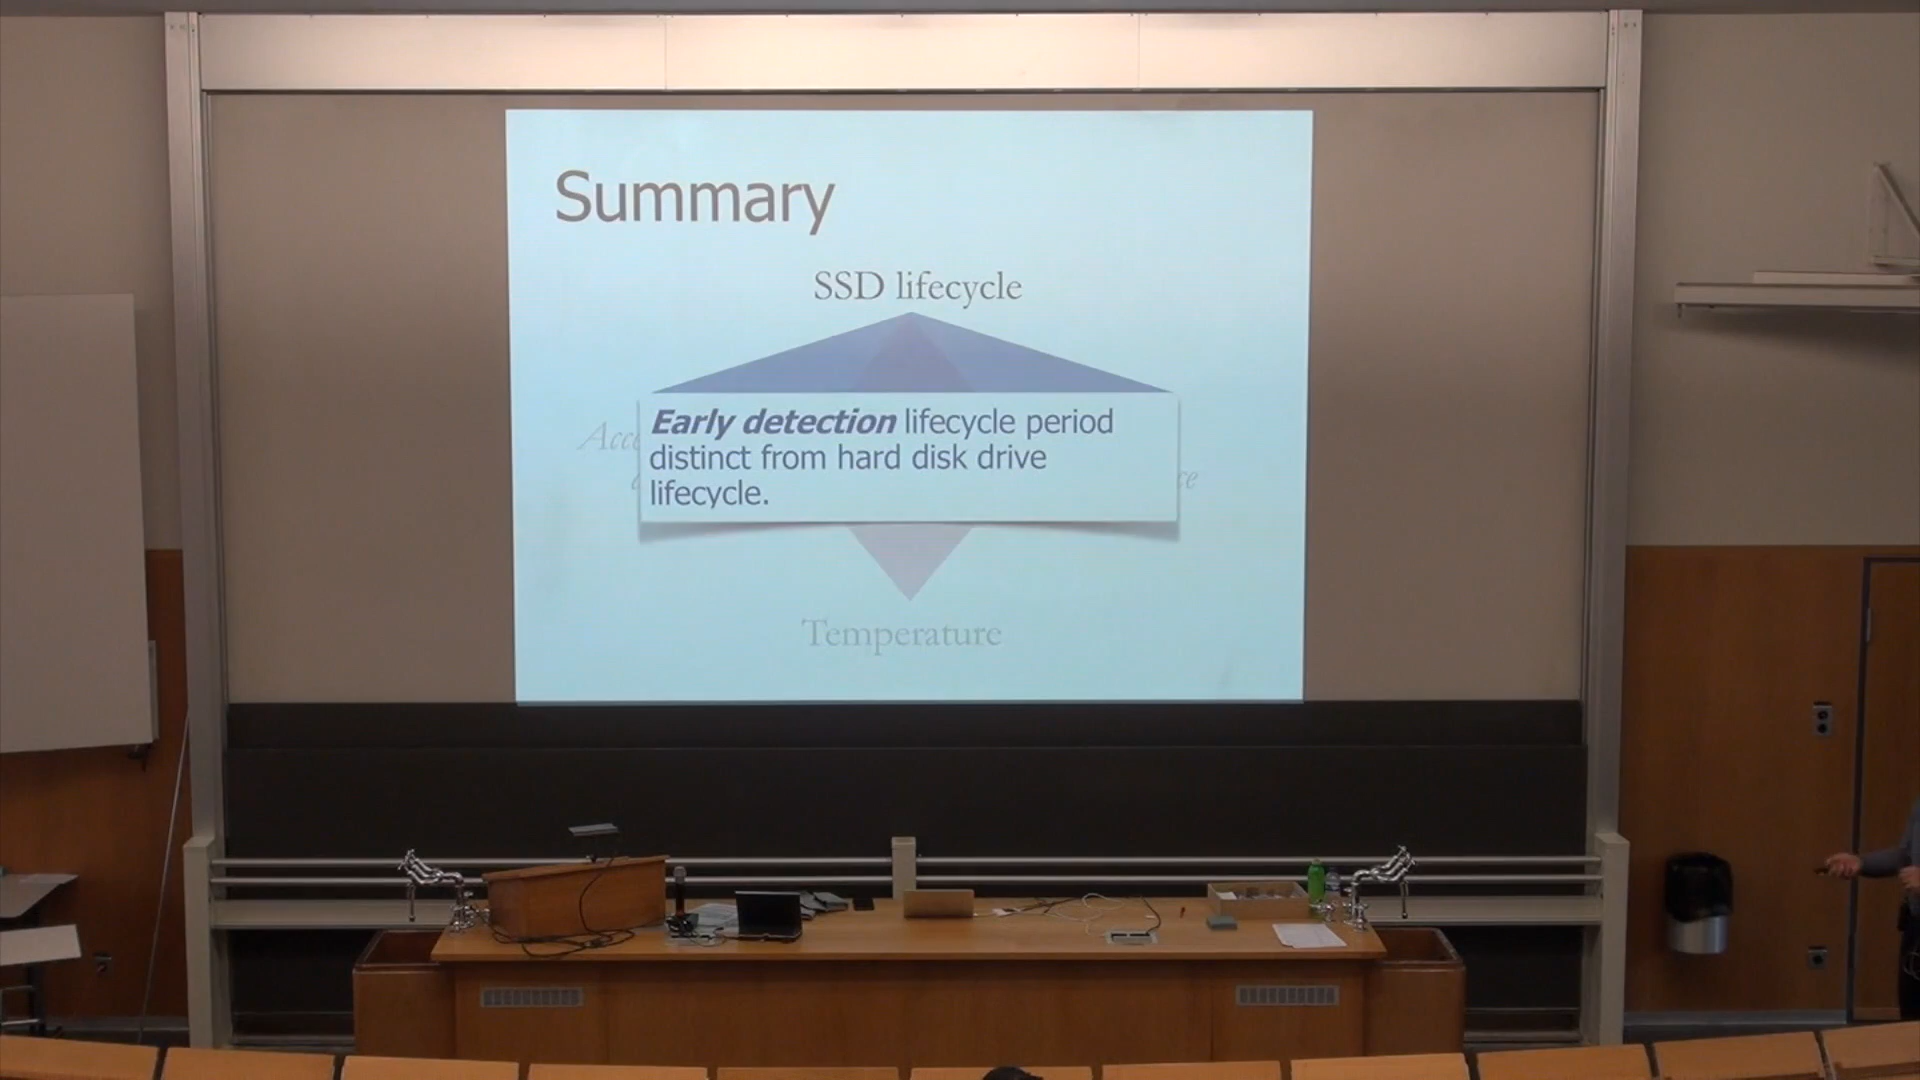 Summary
SSD lifecycle
Early detection lifecycle period
distinct from hard disk drive
lifecycle.
Temperature